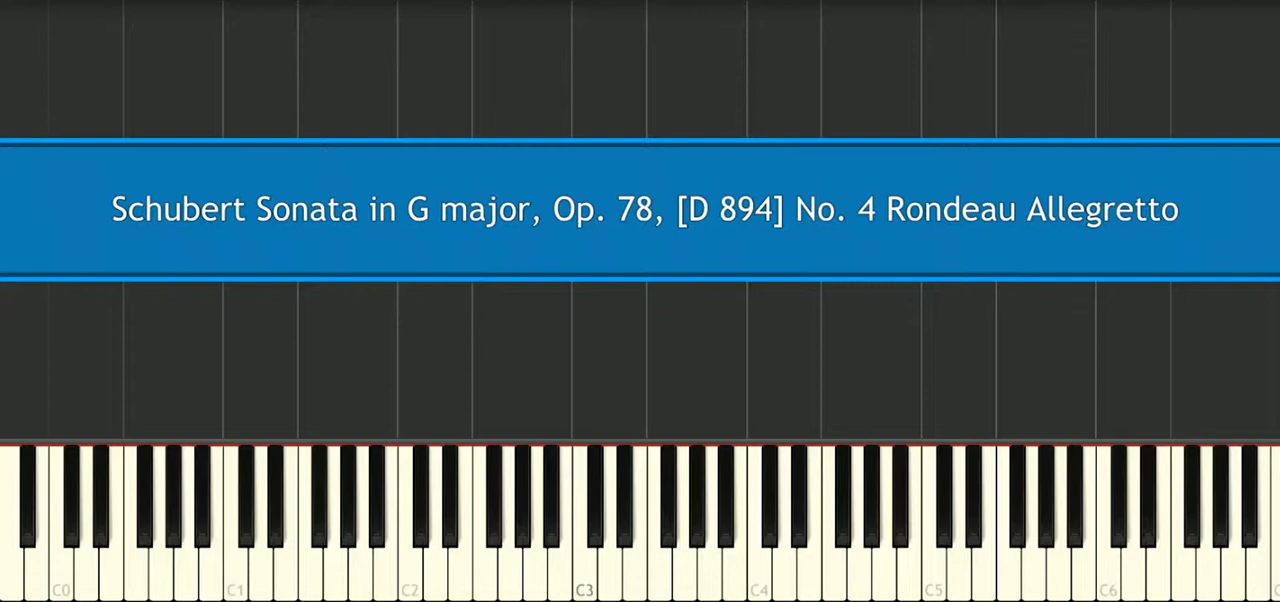 Schubert Sonata in G major, Op. 78, [D 894] No. 4 Rondeau Allegretto
C0 C1 C2 C3 C4 C5 C6